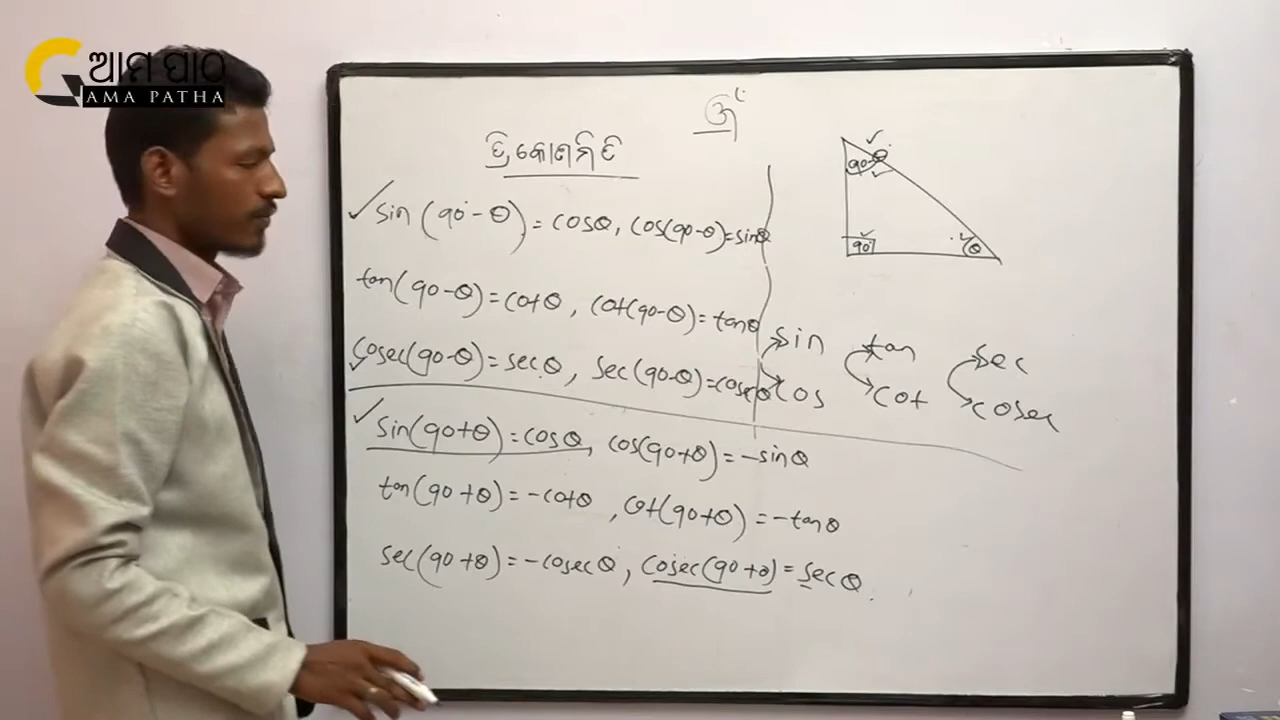 ଆମ ପାଠ
AMA PATHA
ତ୍ରିକୋଣମିତି
sin(90°-θ) = cosθ, cos(90-θ)=sinθ
tan(90-θ)=cotθ, cot(90-θ)=tanθ
cosec(90-θ)=secθ, sec(90-θ)=cosecθ
sin(90+θ)=cosθ, cos(90+θ)=-sinθ
tan(90+θ)=-cotθ, cot(90+θ)=-tanθ
sec(90+θ)=-cosecθ, cosec(90+θ)=secθ
90-θ
90°
θ
sin tan sec
cos cot cosec